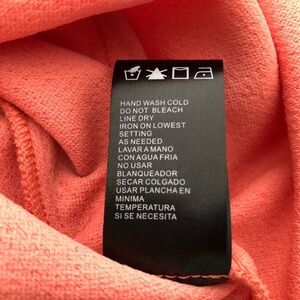 HAND WASH COLD
DO NOT BLEACH
LINE DRY
IRON ON LOWEST
SETTING
AS NEEDED
LAVAR A MANO
CON AGUA FRIA
NO USAR
BLANQUEADOR
SECAR COLGADO
USAR PLANCHA EN
MINIMA
TEMPERATURA
SI SE NECESITA